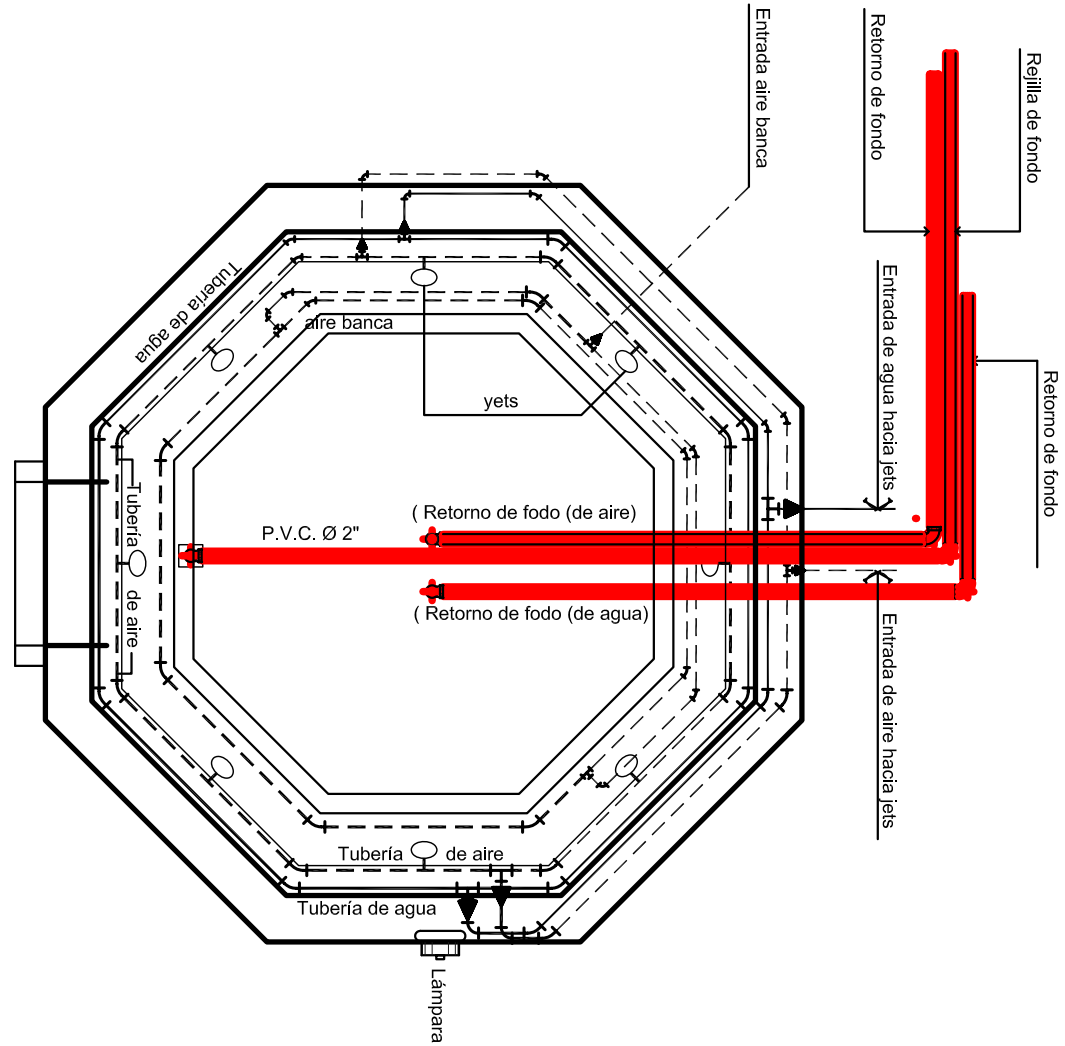 Entrada aire banca
Retorno de fondo
Rejilla de fondo
Entrada de agua hacia jets
Retorno de fondo
Tubería de agua
aire banca
yets
Tubería
de aire
P.V.C. Ø 2"
( Retorno de fodo (de aire)
( Retorno de fodo (de agua)
Entrada de aire hacia jets
Tubería
de aire
Tubería de agua
Lámpara